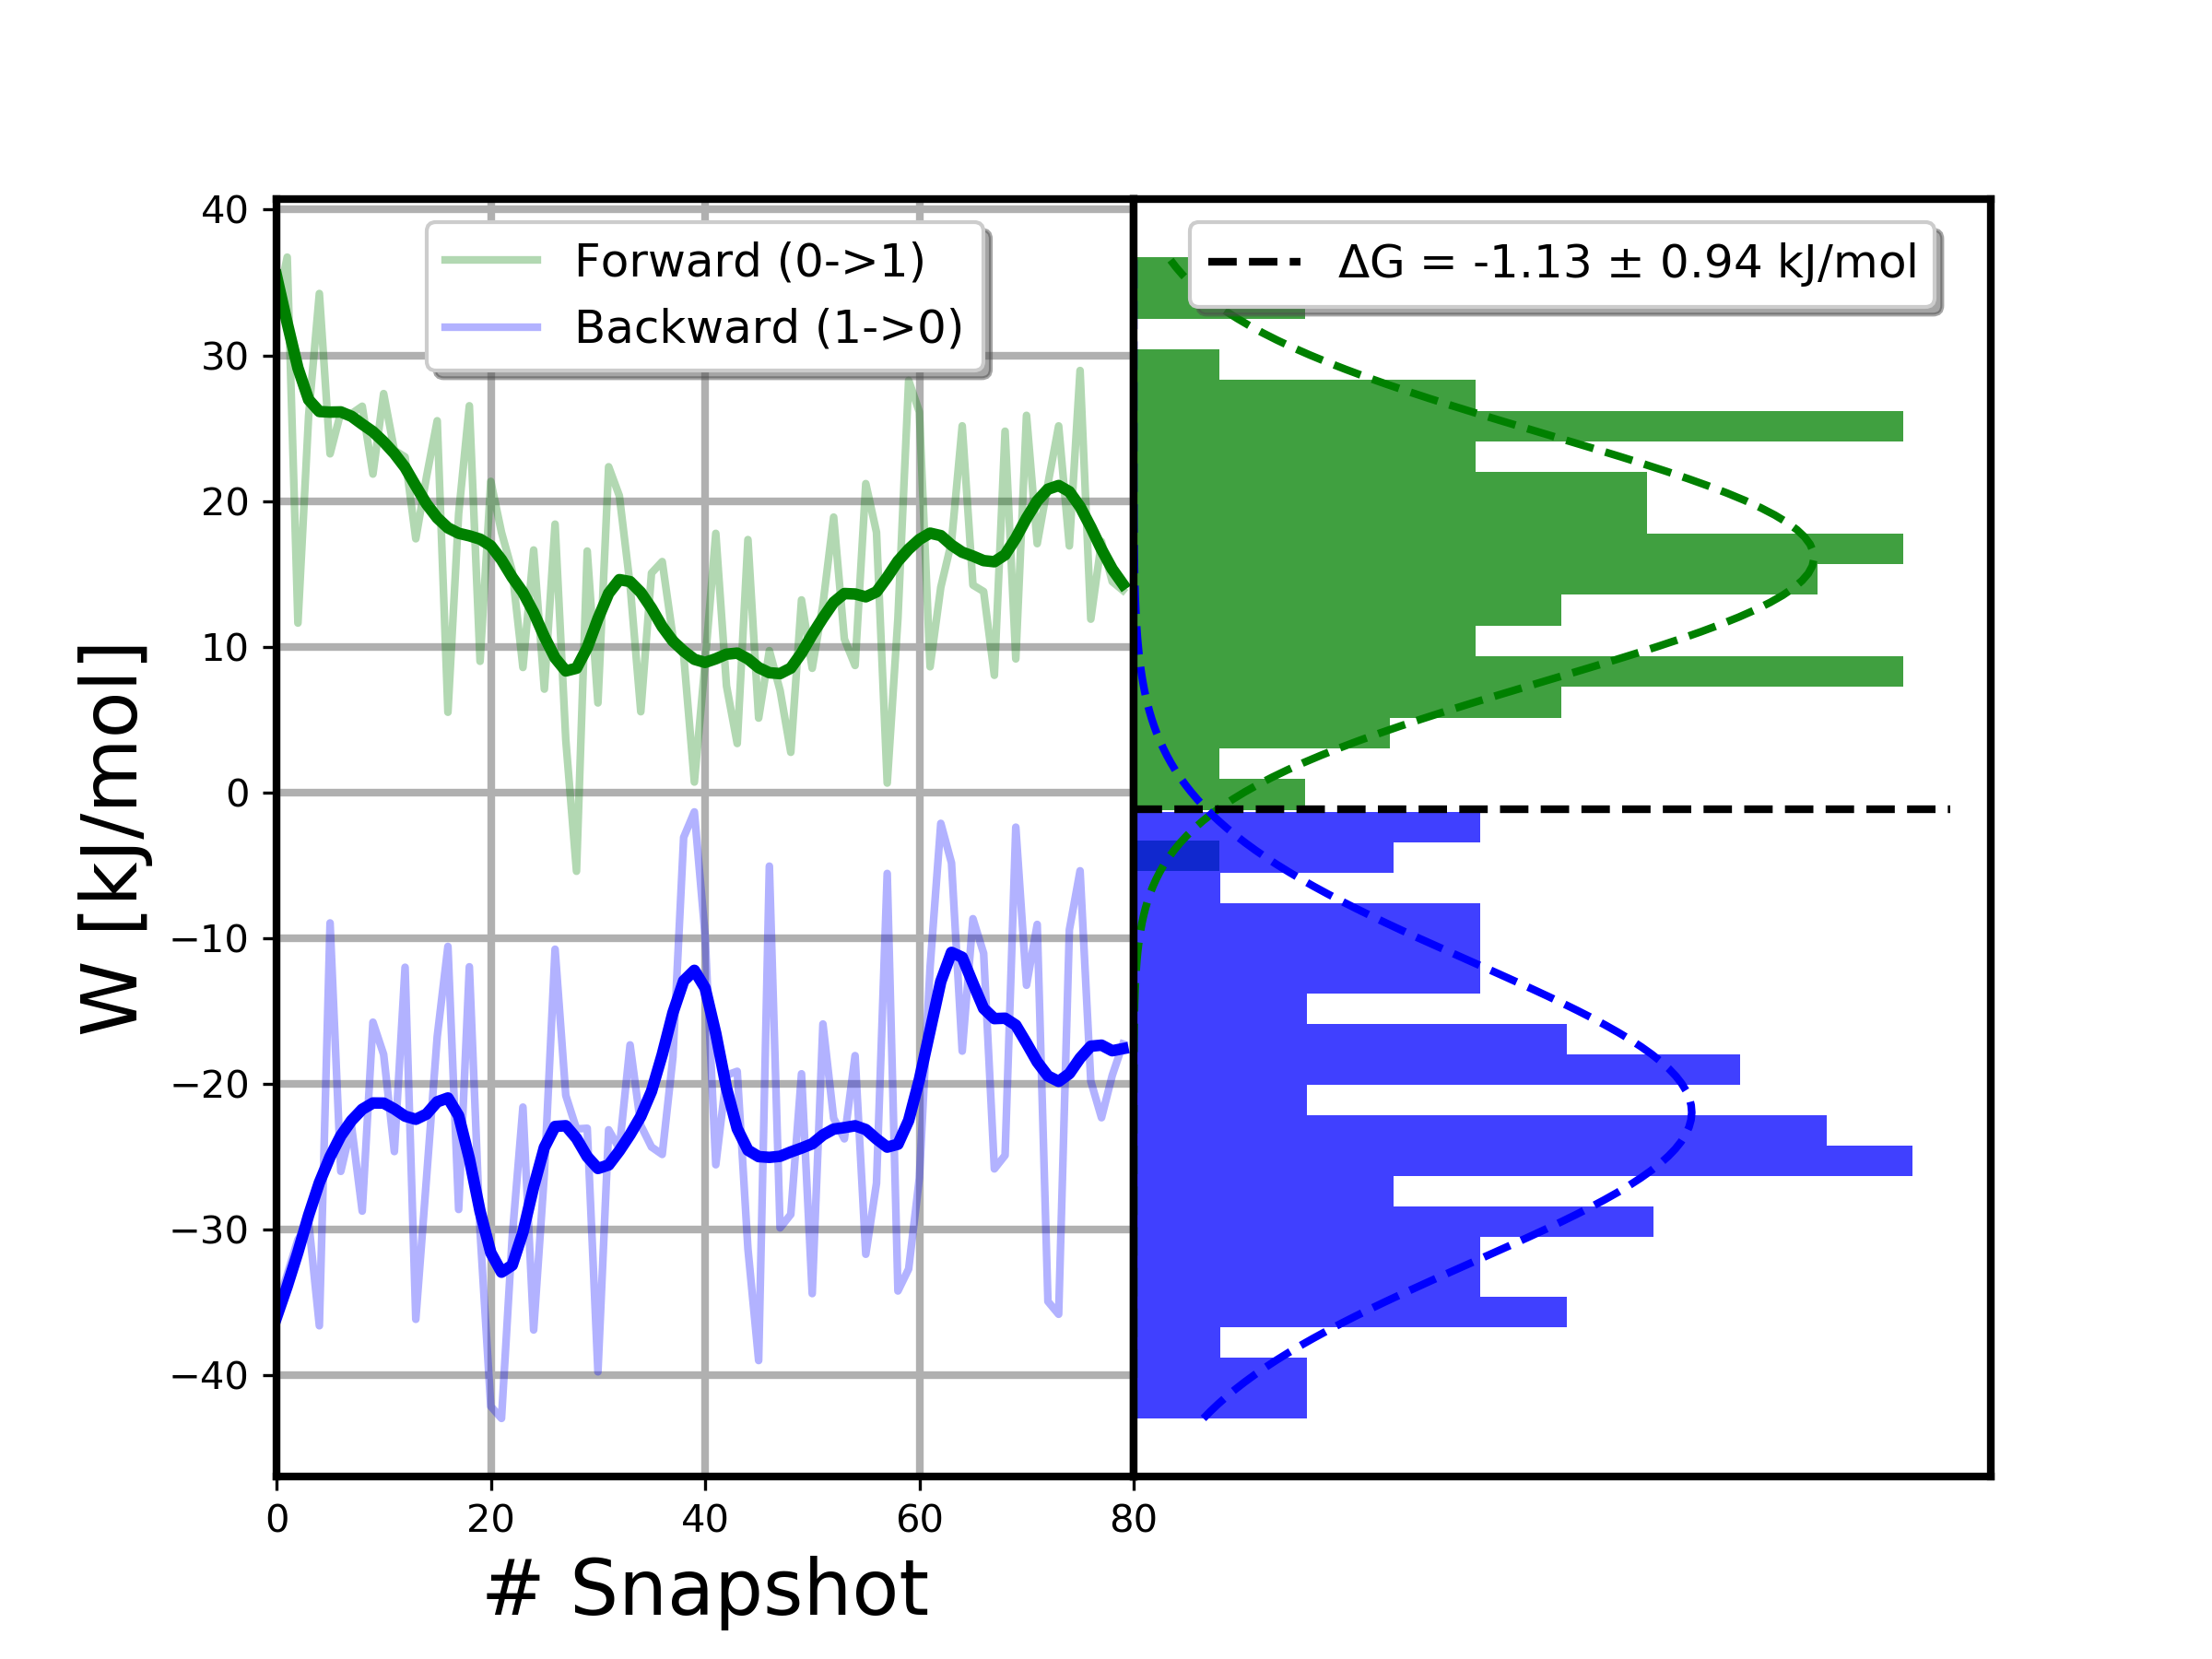 40
30
20
10
0
−10
−20
−30
−40
W [kJ/mol]
Forward (0->1)
Backward (1->0)
ΔG = -1.13 ± 0.94 kJ/mol
0 20 40 60 80
# Snapshot